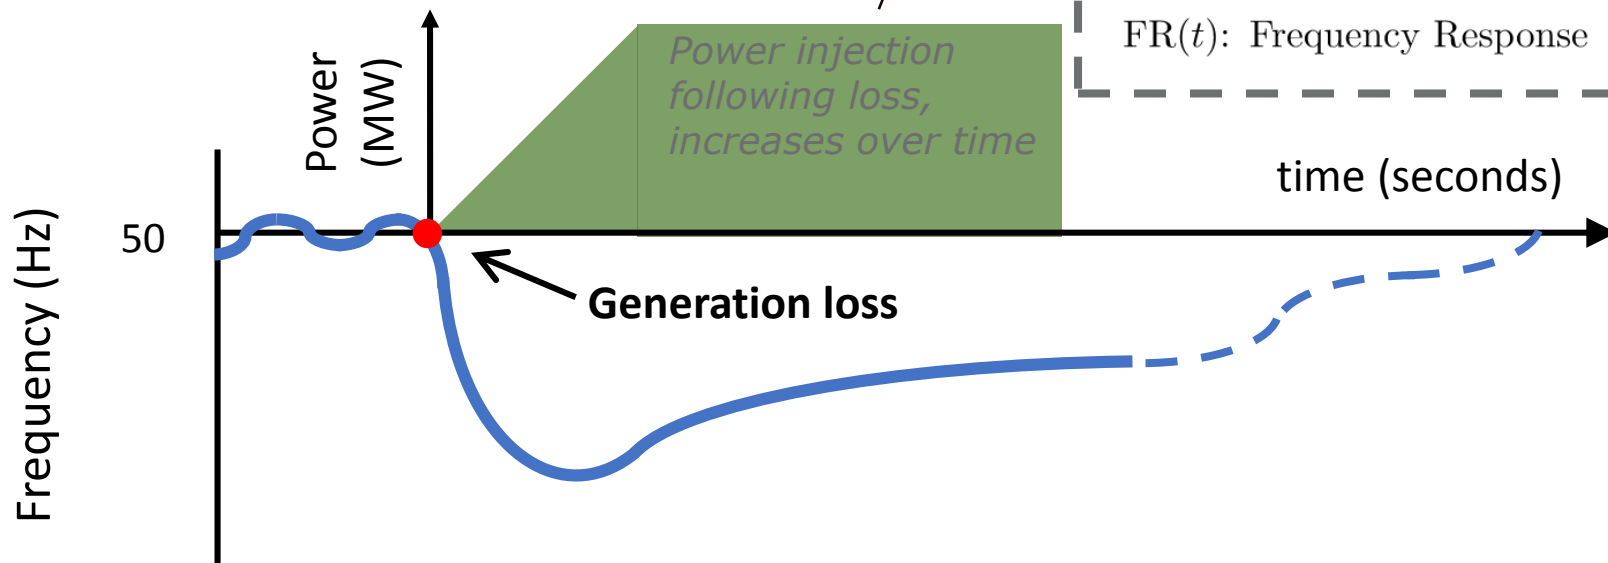 FR(t): Frequency Response
Power
(MW)
Power injection
following loss,
increases over time
time (seconds)
Frequency (Hz)
50
Generation loss